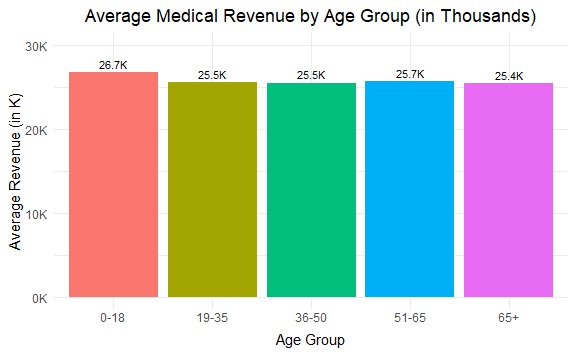 Average Medical Revenue by Age Group (in Thousands)
Average Revenue (in K)
30K
20K
10K
0K
26.7K
25.5K
25.5K
25.7K
25.4K
0-18
19-35
36-50
51-65
65+
Age Group